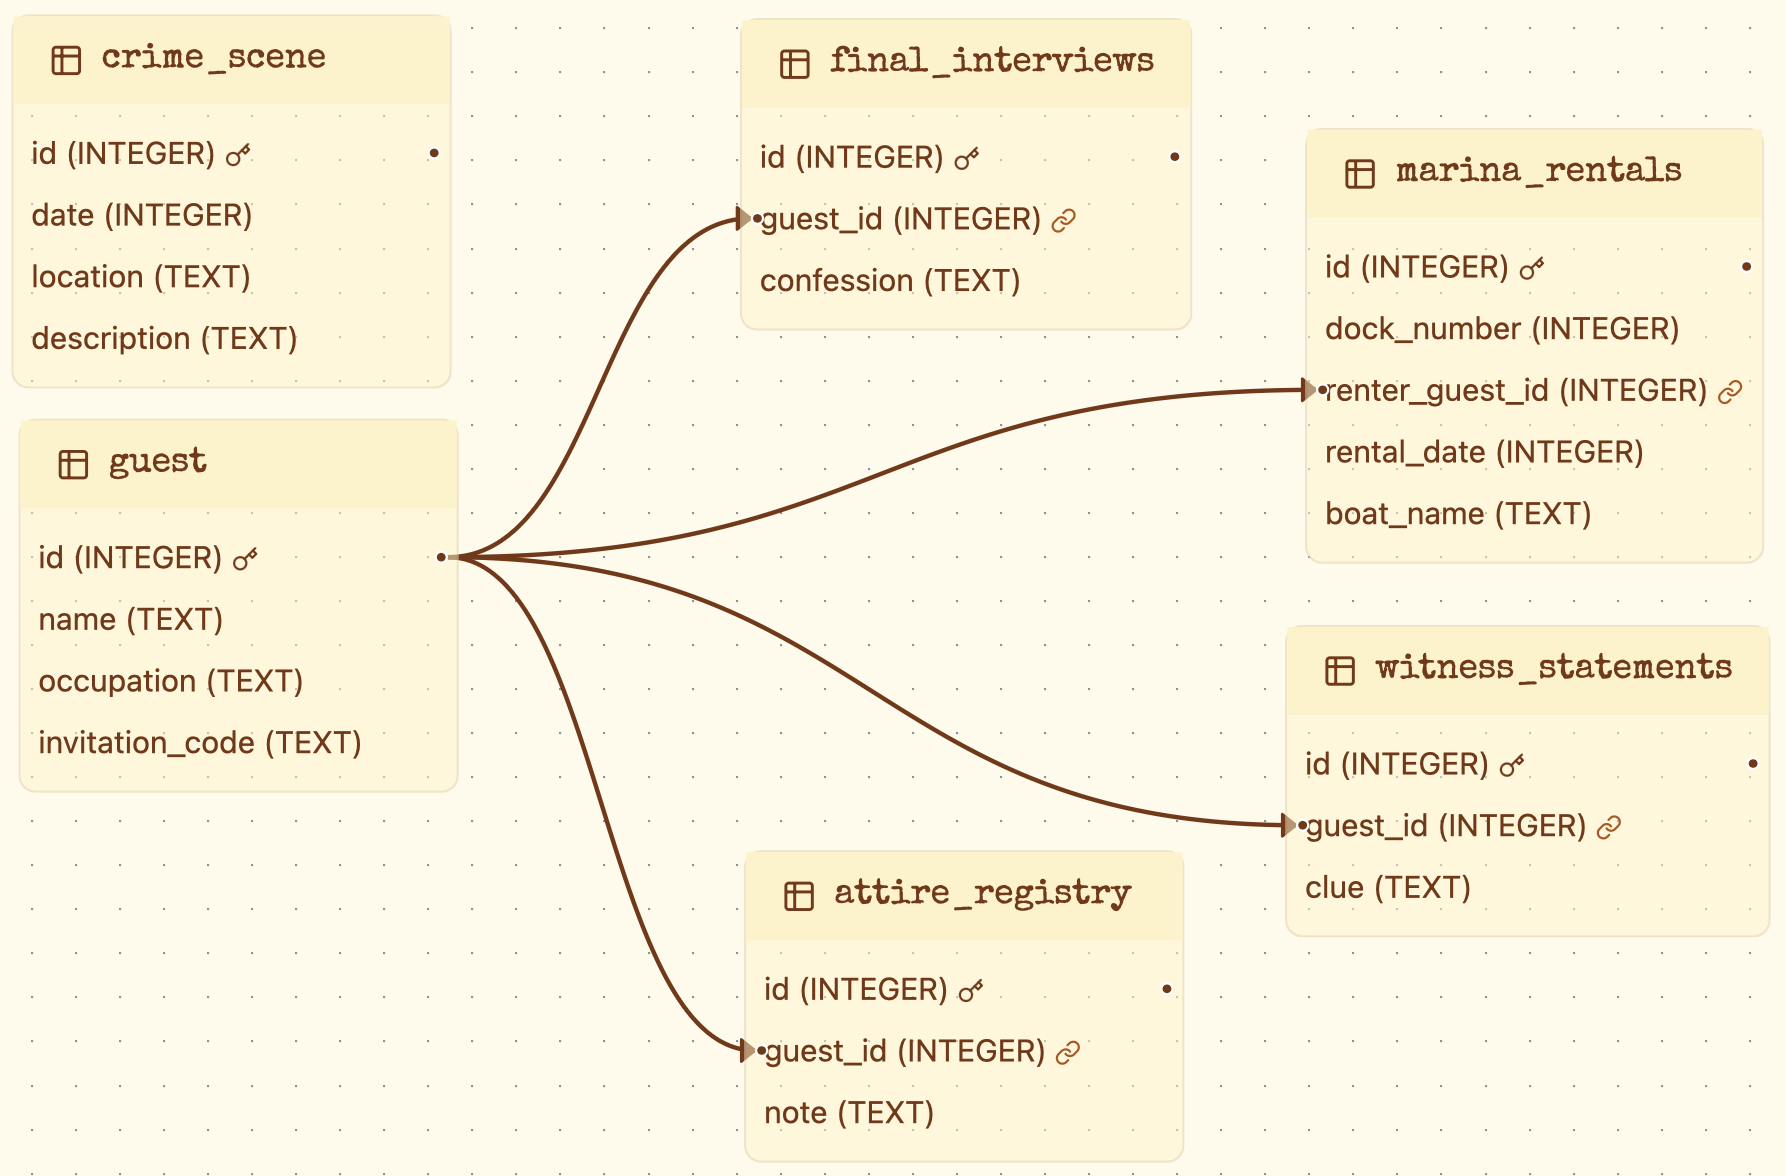 crime_scene
id (INTEGER)
date (INTEGER)
location (TEXT)
description (TEXT)
guest
id (INTEGER)
name (TEXT)
occupation (TEXT)
invitation_code (TEXT)
final_interviews
id (INTEGER)
guest_id (INTEGER)
confession (TEXT)
attire_registry
id (INTEGER)
guest_id (INTEGER)
note (TEXT)
marina_rentals
id (INTEGER)
dock_number (INTEGER)
renter_guest_id (INTEGER)
rental_date (INTEGER)
boat_name (TEXT)
witness_statements
id (INTEGER)
guest_id (INTEGER)
clue (TEXT)